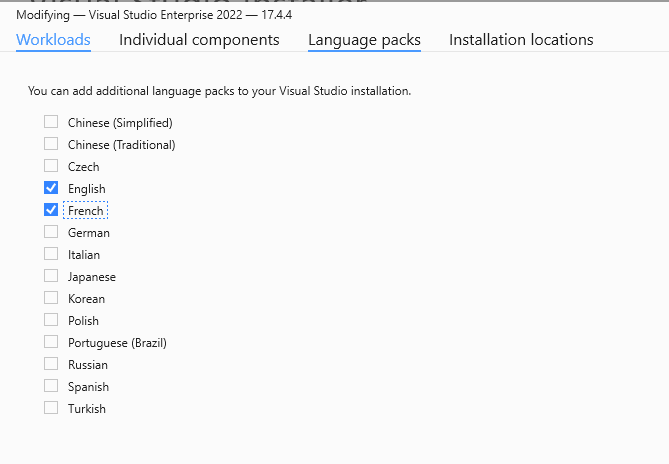 Modifying — Visual Studio Enterprise 2022 — 17.4.4
Workloads Individual components Language packs Installation locations
You can add additional language packs to your Visual Studio installation.
Chinese (Simplified)
Chinese (Traditional)
Czech
English
French
German
Italian
Japanese
Korean
Polish
Portuguese (Brazil)
Russian
Spanish
Turkish